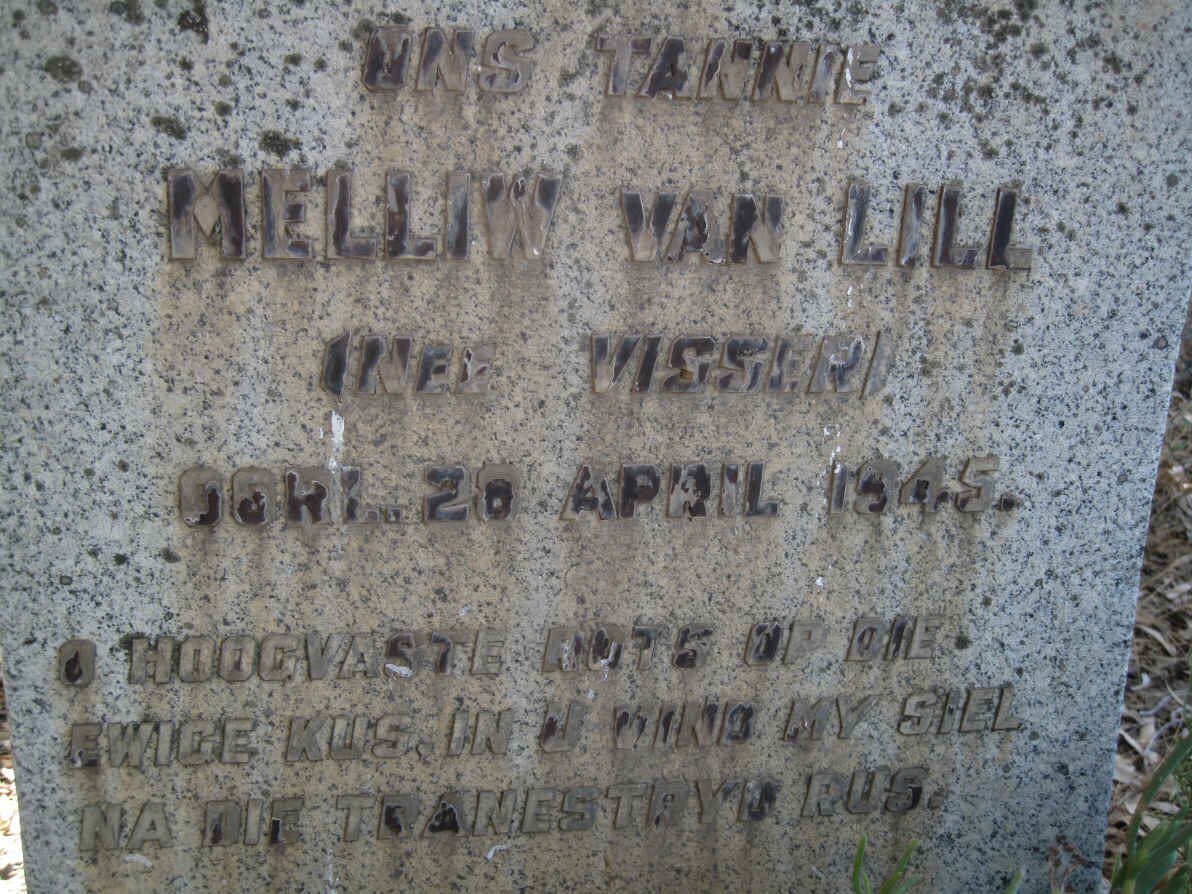 ONS TANNIE
MELLIW VAN LILL
(NEE VISSER)
OORL. 28 APRIL 1945.
O HOOGVASTE ROTS OP DIE
EWIGE KUS, IN U VIND MY SIEL
NA DIE TRANESTRYD RUS.